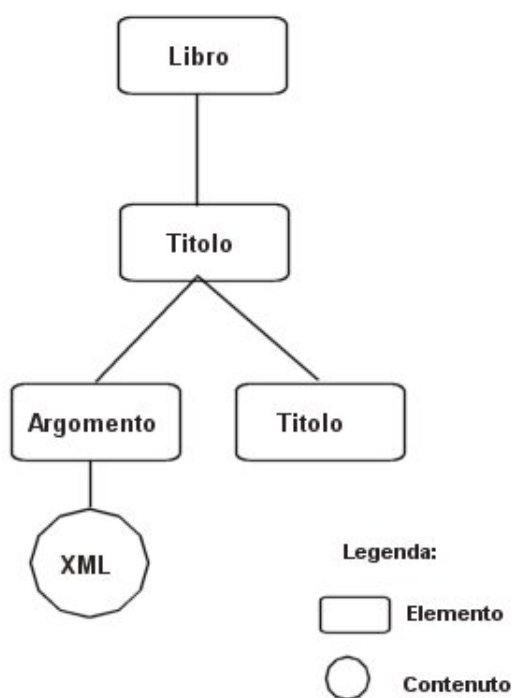 Libro
Titolo
Argomento
Titolo
XML
Legenda:
Elemento
Contenuto